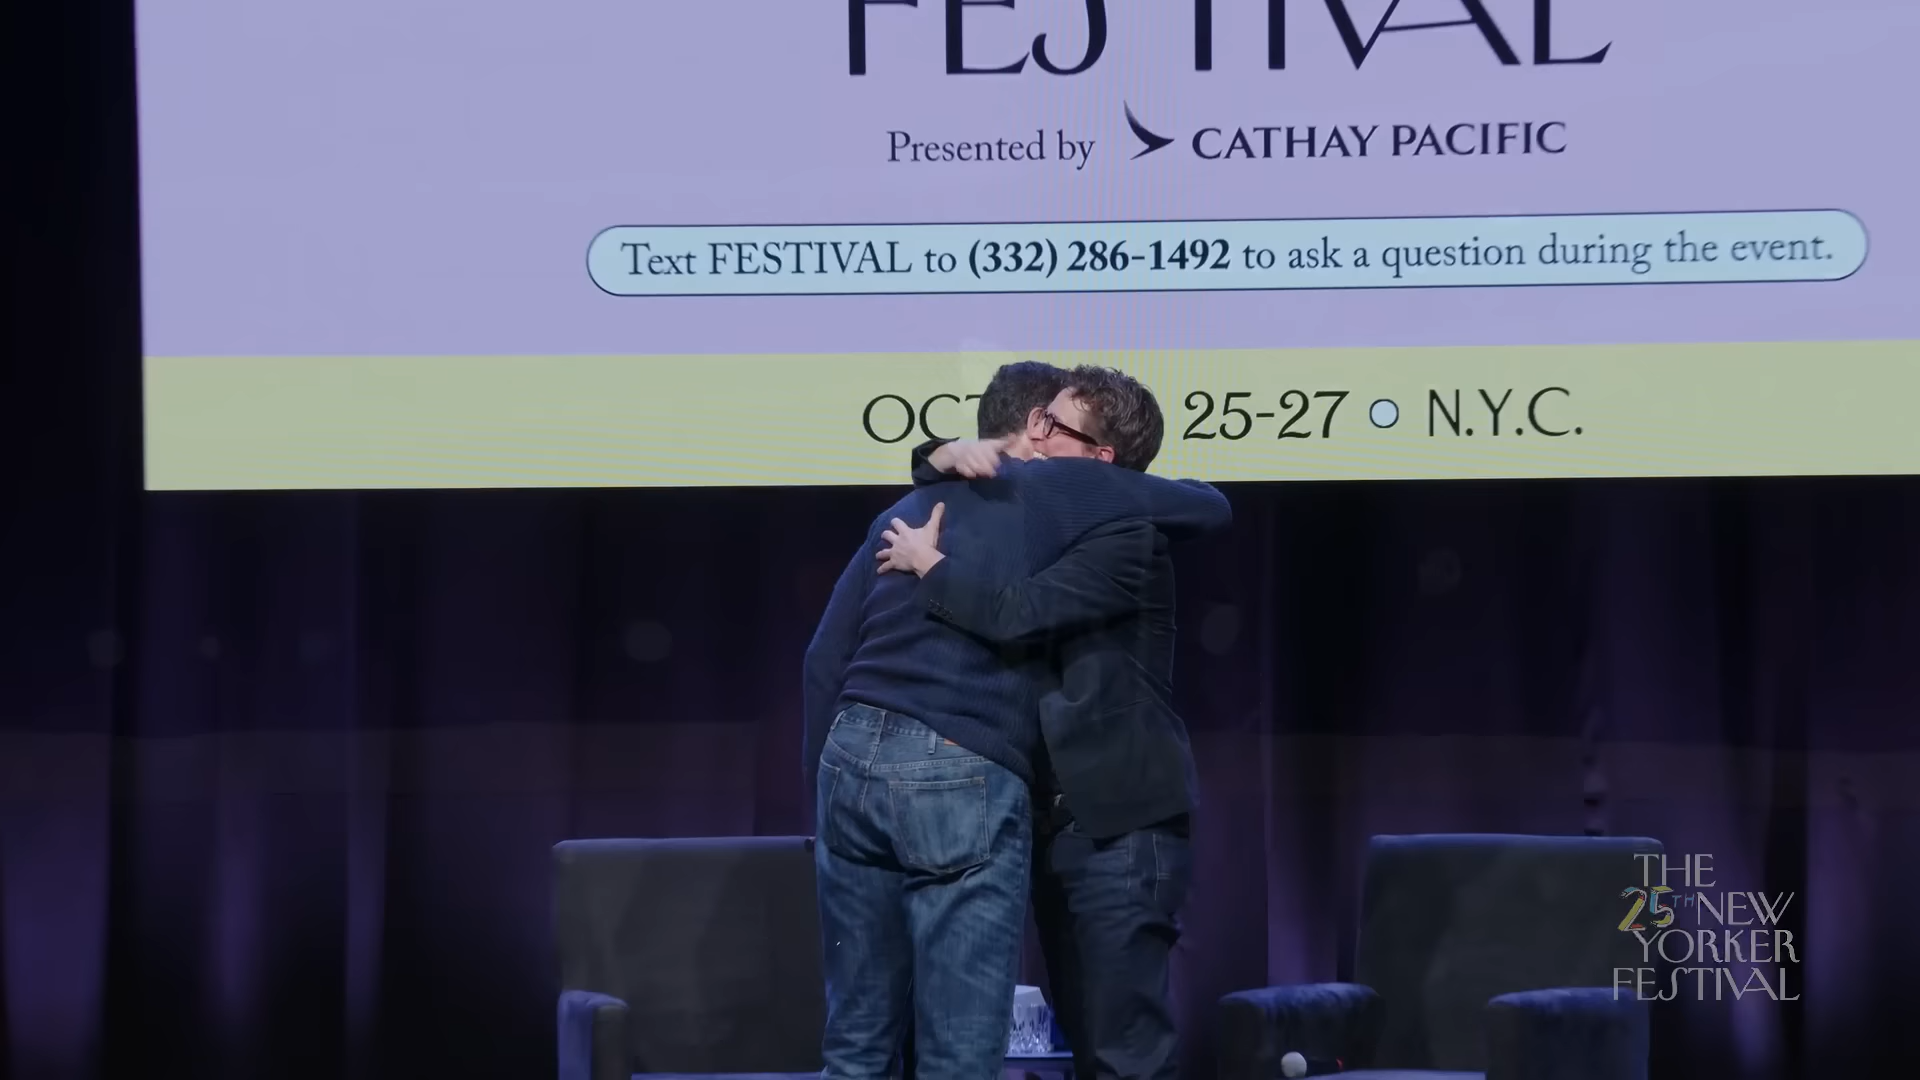 FESTIVAL
Presented by CATHAY PACIFIC
Text FESTIVAL to (332) 286-1492 to ask a question during the event.
OCT 25-27 N.Y.C.
THE
25TH NEW
YORKER
FESTIVAL